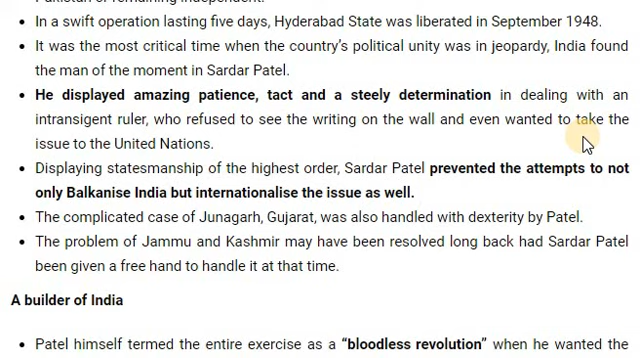 Pakistan or remaining independent.
• In a swift operation lasting five days, Hyderabad State was liberated in September 1948.
• It was the most critical time when the country's political unity was in jeopardy, India found
the man of the moment in Sardar Patel.
• He displayed amazing patience, tact and a steely determination in dealing with an
intransigent ruler, who refused to see the writing on the wall and even wanted to take the
issue to the United Nations.
• Displaying statesmanship of the highest order, Sardar Patel prevented the attempts to not
only Balkanise India but internationalise the issue as well.
• The complicated case of Junagarh, Gujarat, was also handled with dexterity by Patel.
• The problem of Jammu and Kashmir may have been resolved long back had Sardar Patel
been given a free hand to handle it at that time.
A builder of India
• Patel himself termed the entire exercise as a “bloodless revolution” when he wanted the